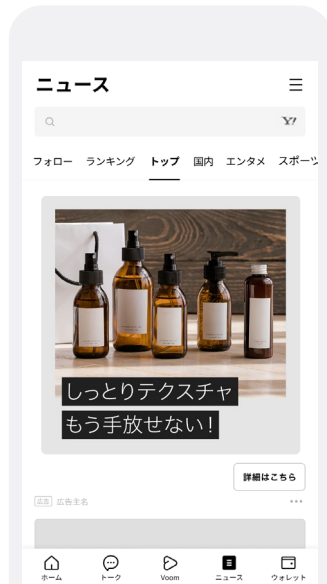 ニュース
Y!
フォロー ランキング トップ 国内 エンタメ スポーツ
しっとりテクスチャ
もう手放せない！
詳細はこちら
広告 広告主名
ホーム トーク Voom ニュース ウォレット